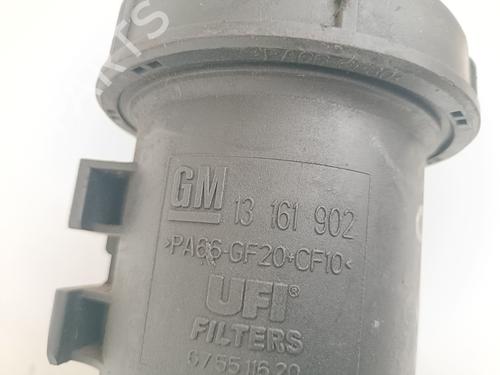 GM 13 161 902
>PA66-GF20+CF10<
UFI®
FILTERS